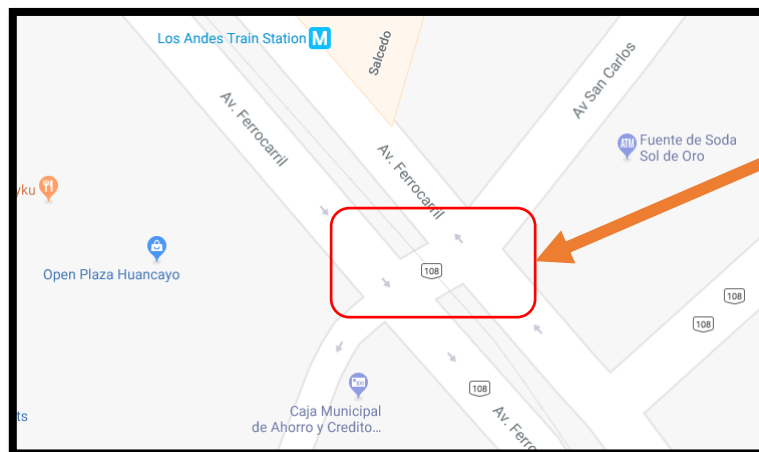 Los Andes Train Station
M
Salcedo
Av. Ferrocarril
Av San Carlos
ATM
Fuente de Soda
Sol de Oro
Av. Ferrocarril
yku
Open Plaza Huancayo
108
108
108
108
Caja Municipal
de Ahorro y Credito...
ts
Av. Ferro